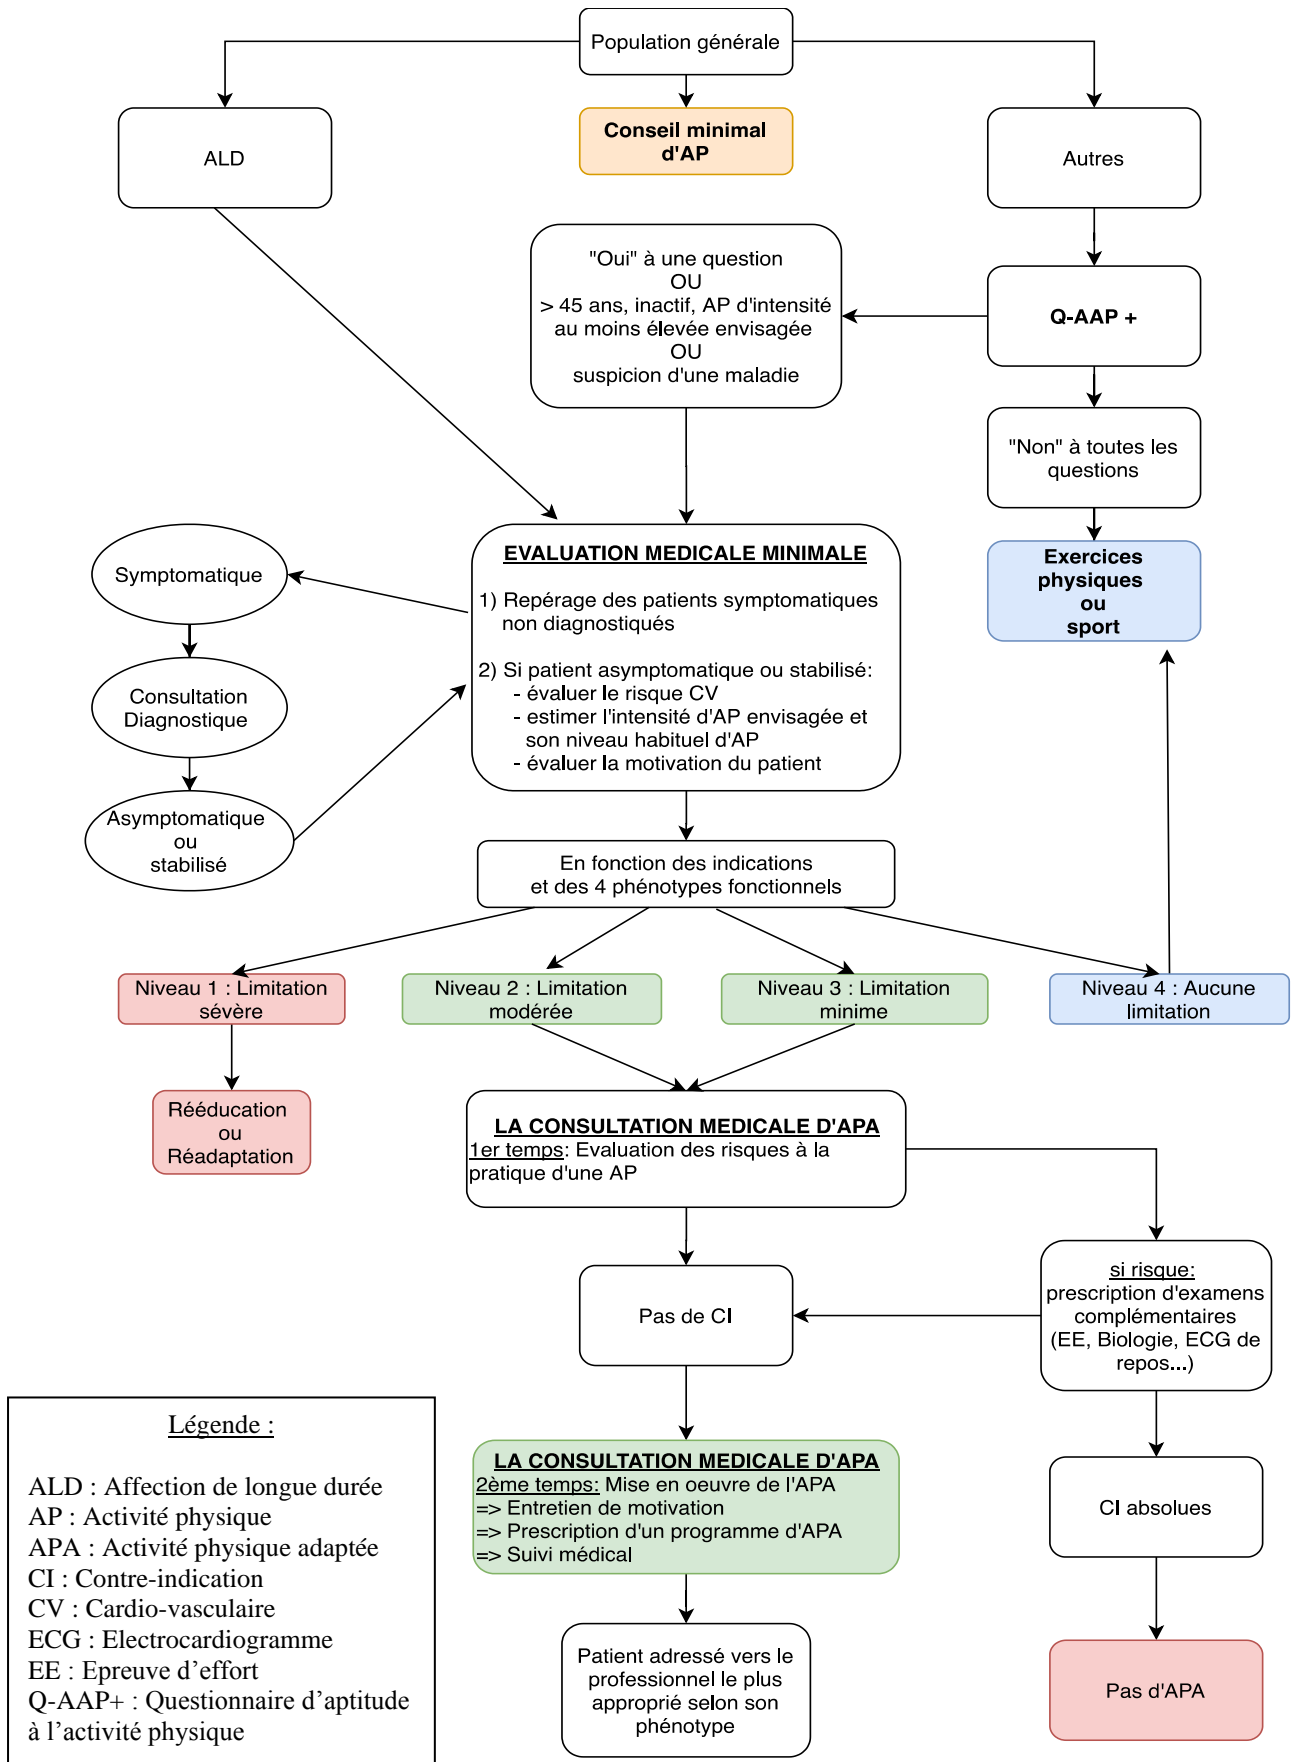 Population générale
ALD
Conseil minimal
d'AP
Autres
"Oui" à une question
OU
> 45 ans, inactif, AP d'intensité
au moins élevée envisagée
OU
suspicion d'une maladie
Q-AAP +
"Non" à toutes les
questions
Exercices
physiques
ou
sport
EVALUATION MEDICALE MINIMALE
1) Repérage des patients symptomatiques
non diagnostiqués
2) Si patient asymptomatique ou stabilisé:
- évaluer le risque CV
- estimer l'intensité d'AP envisagée et
son niveau habituel d'AP
- évaluer la motivation du patient
Symptomatique
Consultation
Diagnostique
Asymptomatique
ou
stabilisé
En fonction des indications
et des 4 phénotypes fonctionnels
Niveau 1 : Limitation
sévère
Niveau 2 : Limitation
modérée
Niveau 3 : Limitation
minime
Niveau 4 : Aucune
limitation
Rééducation
ou
Réadaptation
LA CONSULTATION MEDICALE D'APA
1er temps: Evaluation des risques à la
pratique d'une AP
Pas de CI
si risque:
prescription d'examens
complémentaires
(EE, Biologie, ECG de
repos...)
LA CONSULTATION MEDICALE D'APA
2ème temps: Mise en oeuvre de l'APA
=> Entretien de motivation
=> Prescription d'un programme d'APA
=> Suivi médical
CI absolues
Patient adressé vers le
professionnel le plus
approprié selon son
phénotype
Pas d'APA
Légende :
ALD : Affection de longue durée
AP : Activité physique
APA : Activité physique adaptée
CI : Contre-indication
CV : Cardio-vasculaire
ECG : Electrocardiogramme
EE : Epreuve d’effort
Q-AAP+ : Questionnaire d’aptitude
à l’activité physique